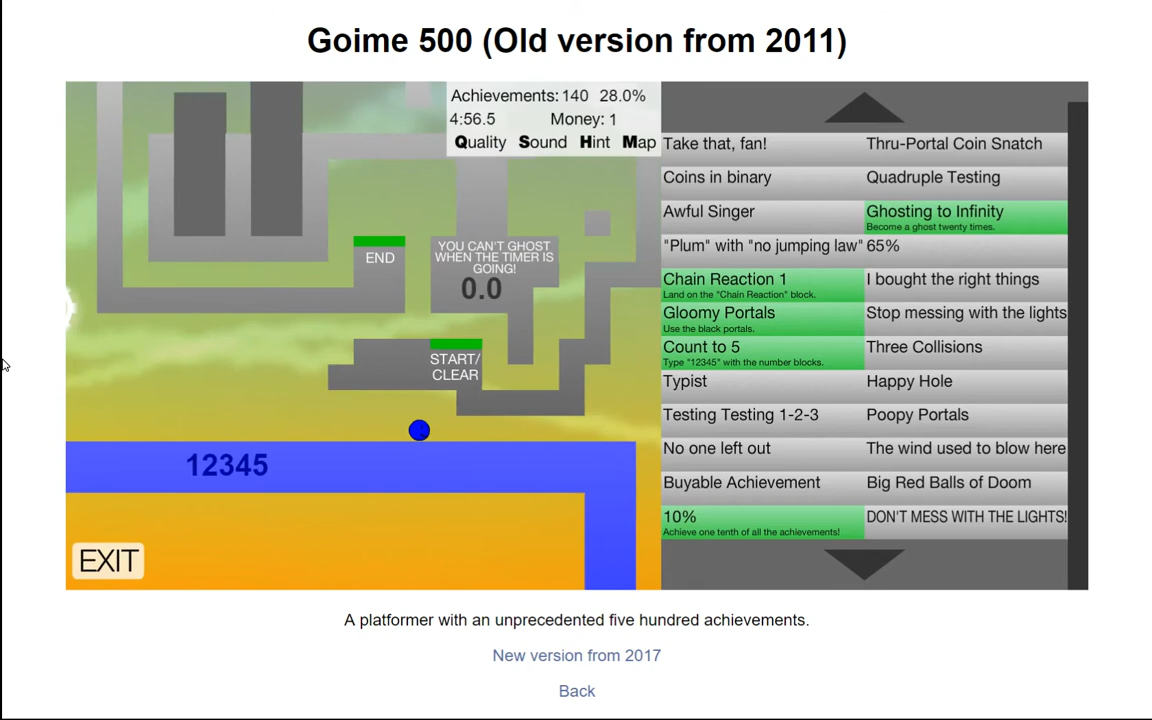 Goime 500 (Old version from 2011)
Achievements: 140 28.0%
4:56.5 Money: 1
Quality Sound Hint Map
END
YOU CAN'T GHOST
WHEN THE TIMER IS
GOING!
0.0
START/
CLEAR
12345
EXIT
Take that, fan! Thru-Portal Coin Snatch
Coins in binary Quadruple Testing
Awful Singer Ghosting to Infinity
Become a ghost twenty times.
"Plum" with "no jumping law" 65%
Chain Reaction 1 I bought the right things
Land on the "Chain Reaction" block.
Gloomy Portals Stop messing with the lights
Use the black portals.
Count to 5 Three Collisions
Type "12345" with the number blocks.
Typist Happy Hole
Testing Testing 1-2-3 Poopy Portals
No one left out The wind used to blow here
Buyable Achievement Big Red Balls of Doom
10% DON'T MESS WITH THE LIGHTS!
Achieve one tenth of all the achievements!
A platformer with an unprecedented five hundred achievements.
New version from 2017
Back